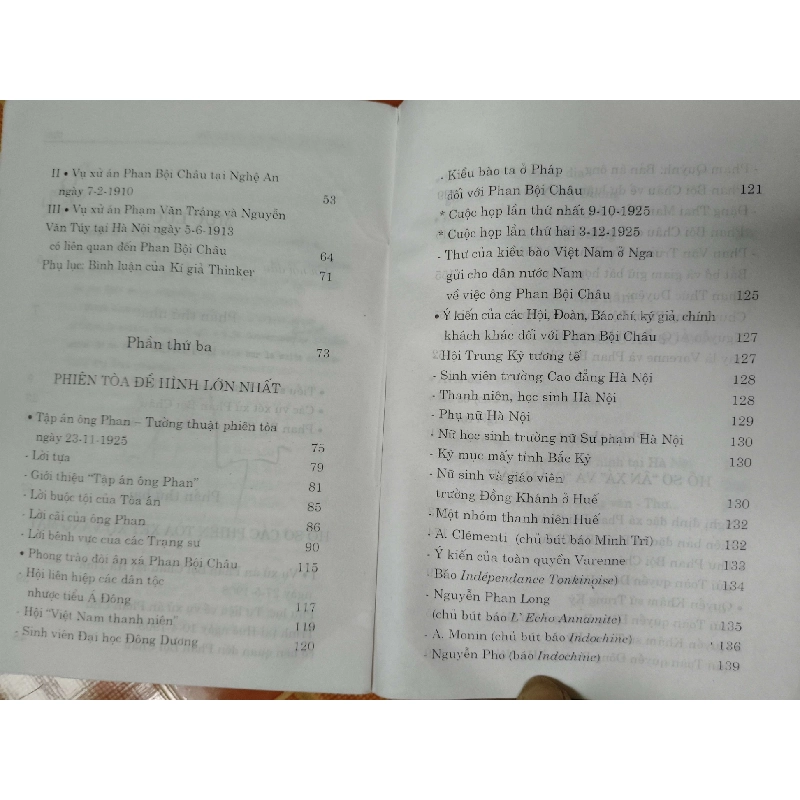 II • Vụ xử án Phan Bội Châu tại Nghệ An
ngày 7-2-1910 53
III • Vụ xử án Phạm Văn Tráng và Nguyễn
Văn Túy tại Hà Nội ngày 5-6-1913
có liên quan đến Phan Bội Châu 64
Phụ lục: Bình luận của Kí giả Thinker 71
Phần thứ ba 73
PHIÊN TÒA ĐỀ HÌNH LỚN NHẤT
• Tập án ông Phan – Tường thuật phiên tòa
ngày 23-11-1925 75
- Lời tựa 79
- Giới thiệu "Tập án ông Phan" 81
- Lời buộc tội của Tòa án 85
- Lời cãi của ông Phan 86
- Lời bênh vực của các Trạng sư 90
• Phong trào đòi ân xá Phan Bội Châu 115
- Hội liên hiệp các dân tộc
nhược tiểu Á Đông 117
- Hội "Việt Nam thanh niên" 119
- Sinh viên Đại học Đông Dương 120
. Kiều bào ta ở Pháp
đối với Phan Bội Châu 121
* Cuộc họp lần thứ nhất 9-10-1925
* Cuộc họp lần thứ hai 3-12-1925
- Thư của kiều bào Việt Nam ở Nga
gửi cho dân nước Nam
về việc ông Phan Bội Châu 125
• Ý kiến của các Hội, Đoàn, Báo chí, ký giả, chính
khách khác đối với Phan Bội Châu 127
- Hội Trung Kỳ tương tế 127
- Sinh viên trường Cao đẳng Hà Nội 128
- Thanh niên, học sinh Hà Nội 128
- Phụ nữ Hà Nội 129
- Nữ học sinh trường nữ Sư phạm Hà Nội 130
- Kỳ mục mấy tỉnh Bắc Kỳ 130
- Nữ sinh và giáo viên
trường Đồng Khánh ở Huế 130
- Một nhóm thanh niên Huế 132
- A. Clémenti (chủ bút báo Minh Trí) 132
- Ý kiến của toàn quyền Varenne 133
- Báo Indépendance Tonkinoise) 134
- Nguyễn Phan Long
(chủ bút báo L' Echo Annamite) 135
- A. Monin (chủ bút báo Indochine) 136
- Nguyễn Phó (báo Indochine) 139